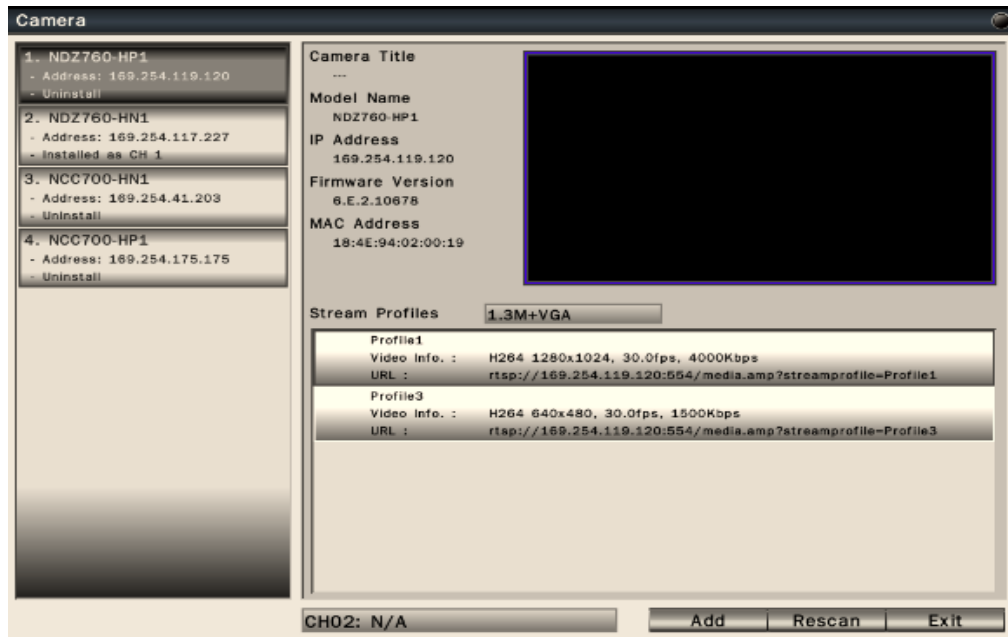 Camera
1. NDZ760-HP1
- Address: 169.254.119.120
- Uninstall
2. NDZ760-HN1
- Address: 169.254.117.227
- Installed as CH 1
3. NCC700-HN1
- Address: 169.254.41.203
- Uninstall
4. NCC700-HP1
- Address: 169.254.175.175
- Uninstall
Camera Title
---
Model Name
NDZ760-HP1
IP Address
169.254.119.120
Firmware Version
6.E.2.10678
MAC Address
18:4E:94:02:00:19
Stream Profiles 1.3M+VGA
Profile1
Video Info. : H264 1280x1024, 30.0fps, 4000Kbps
URL : rtsp://169.254.119.120:554/media.amp?streamprofile=Profile1
Profile3
Video Info. : H264 640x480, 30.0fps, 1500Kbps
URL : rtsp://169.254.119.120:554/media.amp?streamprofile=Profile3
CH02: N/A Add Rescan Exit